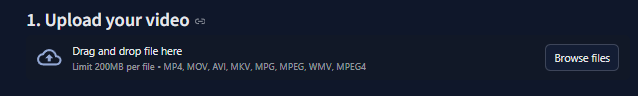 1. Upload your video
Drag and drop file here
Limit 200MB per file • MP4, MOV, AVI, MKV, MPG, MPEG, WMV, MPEG4
Browse files